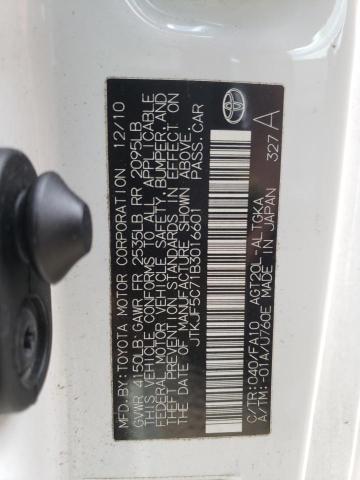 MFD.BY:TOYOTA MOTOR CORPORATION 12/10
GVWR 4150LB GAWR FR 2535LB RR 2095LB
THIS VEHICLE CONFORMS TO ALL APPLICABLE
FEDERAL MOTOR VEHICLE SAFETY, BUMPER, AND
THEFT PREVENTION STANDARDS IN EFFECT ON
THE DATE OF MANUFACTURE SHOWN ABOVE.
JTKJF5C71B3016601 PASS.CAR
C/TR:040/FA10 AGT20L-ALTGKA
A/TM:-01A/U760E MADE IN JAPAN 327 A